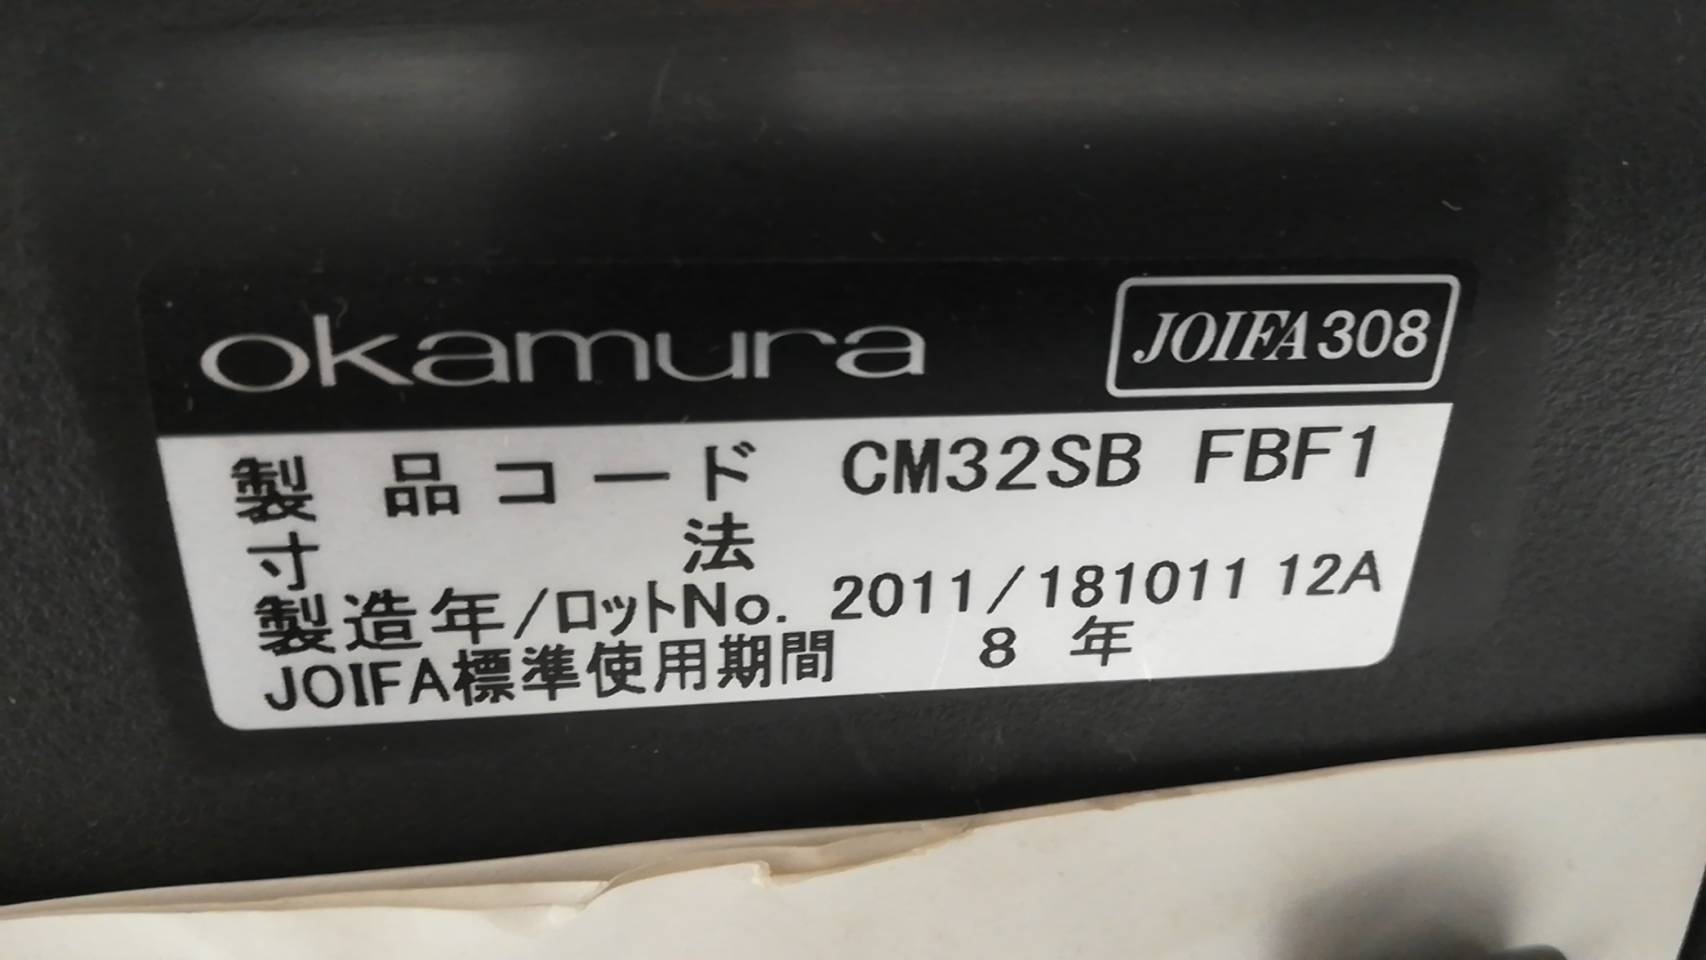 okamura JOIFA308
製品コード CM32SB FBF1
寸法
製造年/ロットNo. 2011/181011 12A
JOIFA標準使用期間 8年